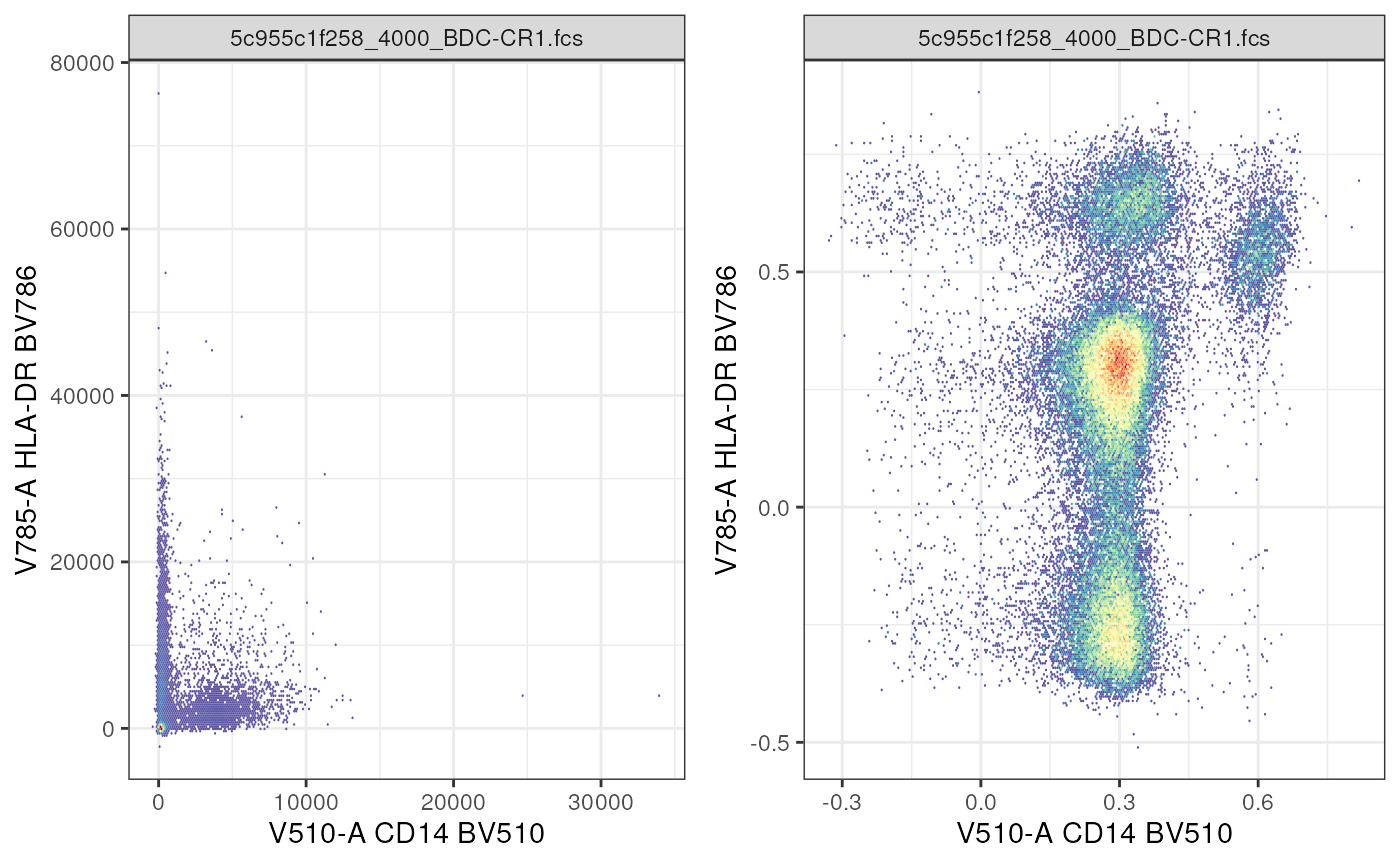 5c955c1f258_4000_BDC-CR1.fcs
V785-A HLA-DR BV786
80000
60000
40000
20000
0
0 10000 20000 30000
V510-A CD14 BV510
5c955c1f258_4000_BDC-CR1.fcs
V785-A HLA-DR BV786
0.5
0.0
-0.5
-0.3 0.0 0.3 0.6
V510-A CD14 BV510